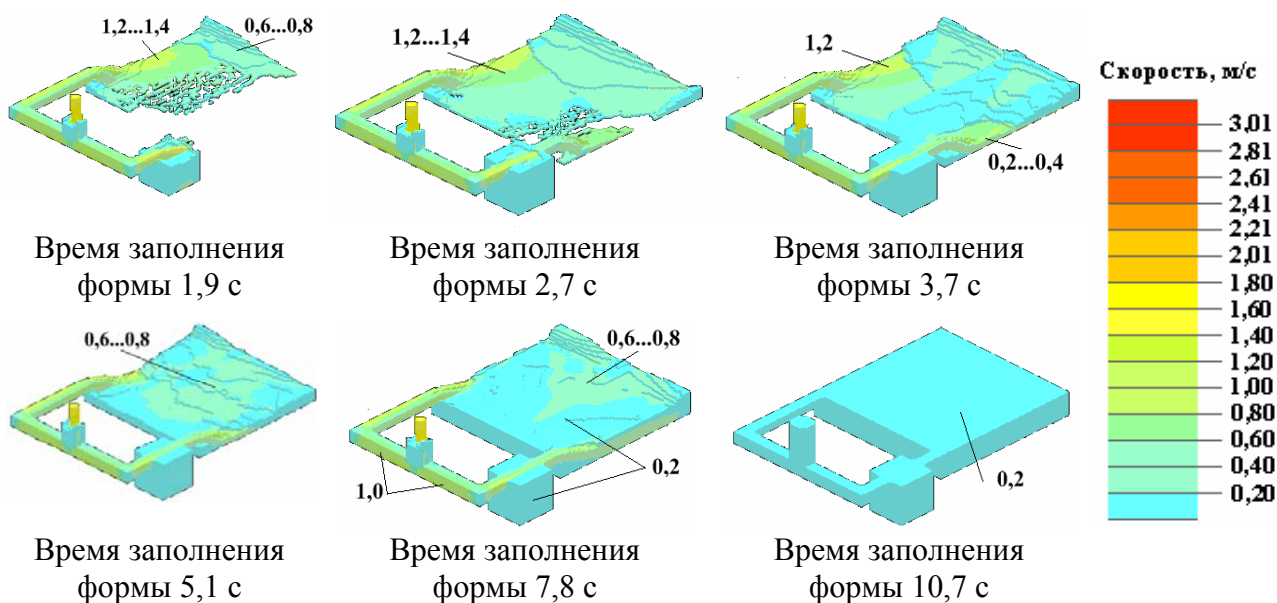 1,2...1,4
0,6...0,8
Время заполнения
формы 1,9 с
1,2...1,4
Время заполнения
формы 2,7 с
1,2
0,2...0,4
Время заполнения
формы 3,7 с
0,6...0,8
Время заполнения
формы 5,1 с
0,6...0,8
0,2
1,0
Время заполнения
формы 7,8 с
0,2
Время заполнения
формы 10,7 с
Скорость, м/с
3,01
2,81
2,61
2,41
2,21
2,01
1,80
1,60
1,40
1,20
1,00
0,80
0,60
0,40
0,20